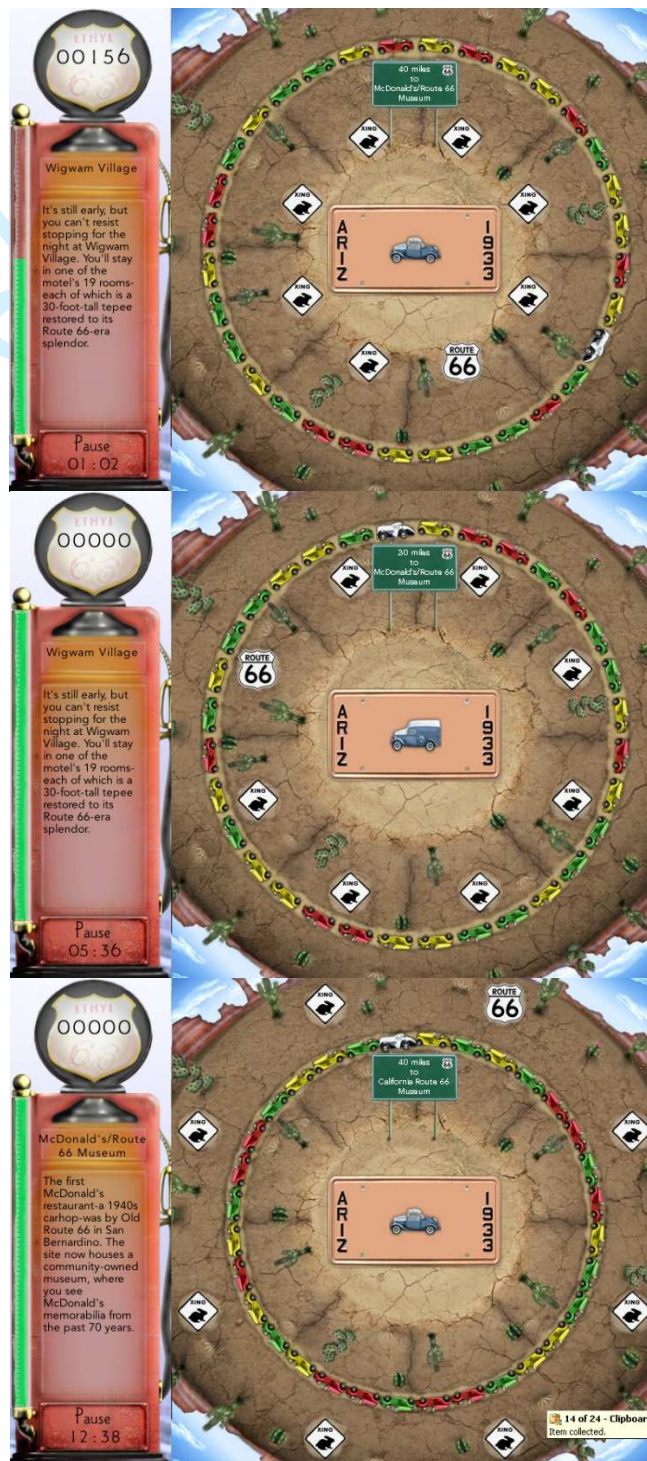 ETHYL
00156
Wigwam Village
It's still early, but
you can't resist
stopping for the
night at Wigwam
Village. You'll stay
in one of the
motel's 19 rooms-
each of which is a
30-foot-tall tepee
restored to its
Route 66-era
splendor.
Pause
01:02
40 miles
to
McDonald's/Route 66
Museum
XING
XING
XING
XING
XING
XING
XING
ROUTE
66
ARIZ
1933
ETHYL
00000
Wigwam Village
It's still early, but
you can't resist
stopping for the
night at Wigwam
Village. You'll stay
in one of the
motel's 19 rooms-
each of which is a
30-foot-tall tepee
restored to its
Route 66-era
splendor.
Pause
05:36
20 miles
to
McDonald's/Route 66
Museum
XING
XING
XING
XING
XING
XING
XING
ROUTE
66
ARIZ
1933
ETHYL
00000
McDonald's/Route
66 Museum
The first
McDonald's
restaurant-a 1940s
carhop-was by Old
Route 66 in San
Bernardino. The
site now houses a
community-owned
museum, where
you see
McDonald's
memorabilia from
the past 70 years.
Pause
12:38
XING
ROUTE
66
40 miles
to
California Route 66
Museum
XING
XING
XING
XING
XING
XING
ARIZ
1933
14 of 24 - Clipboar
Item collected.